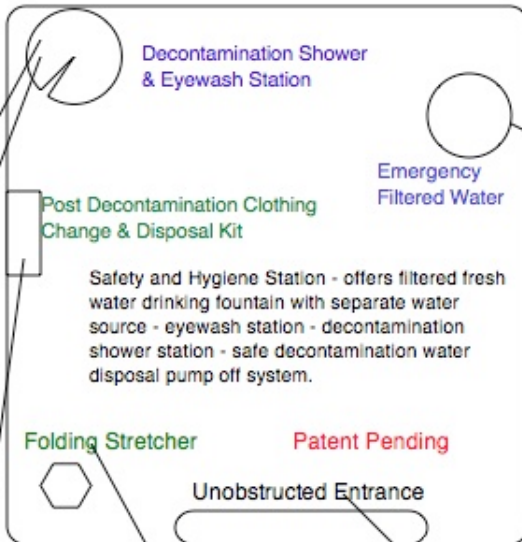 Decontamination Shower
& Eyewash Station
Emergency
Filtered Water
Post Decontamination Clothing
Change & Disposal Kit
Safety and Hygiene Station - offers filtered fresh
water drinking fountain with separate water
source - eyewash station - decontamination
shower station - safe decontamination water
disposal pump off system.
Folding Stretcher
Patent Pending
Unobstructed Entrance